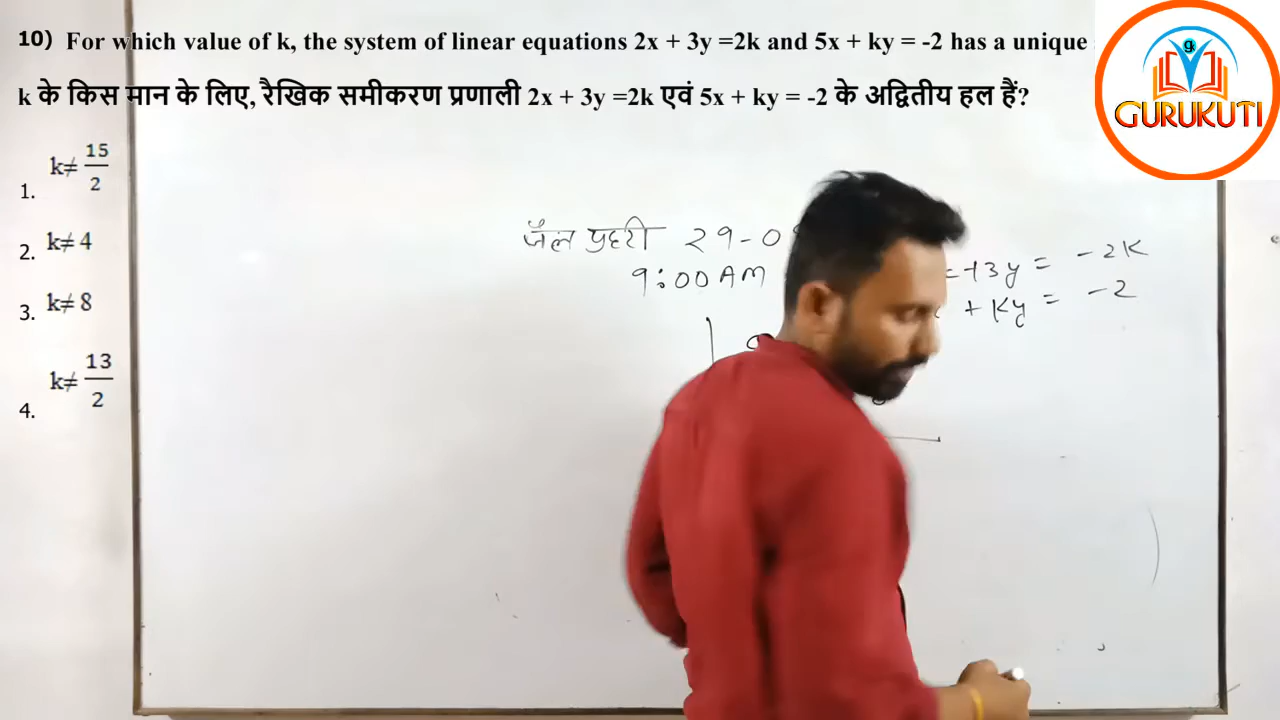 10) For which value of k, the system of linear equations 2x + 3y =2k and 5x + ky = -2 has a unique
k के किस मान के लिए, रैखिक समीकरण प्रणाली 2x + 3y =2k एवं 5x + ky = -2 के अद्वितीय हल हैं?
GURUKUTI
1. k≠ 15/2
2. k≠ 4
3. k≠ 8
4. k≠ 13/2
जेल प्रहरी 29-0
9:00 AM
+3y = -2K
+ Ky = -2